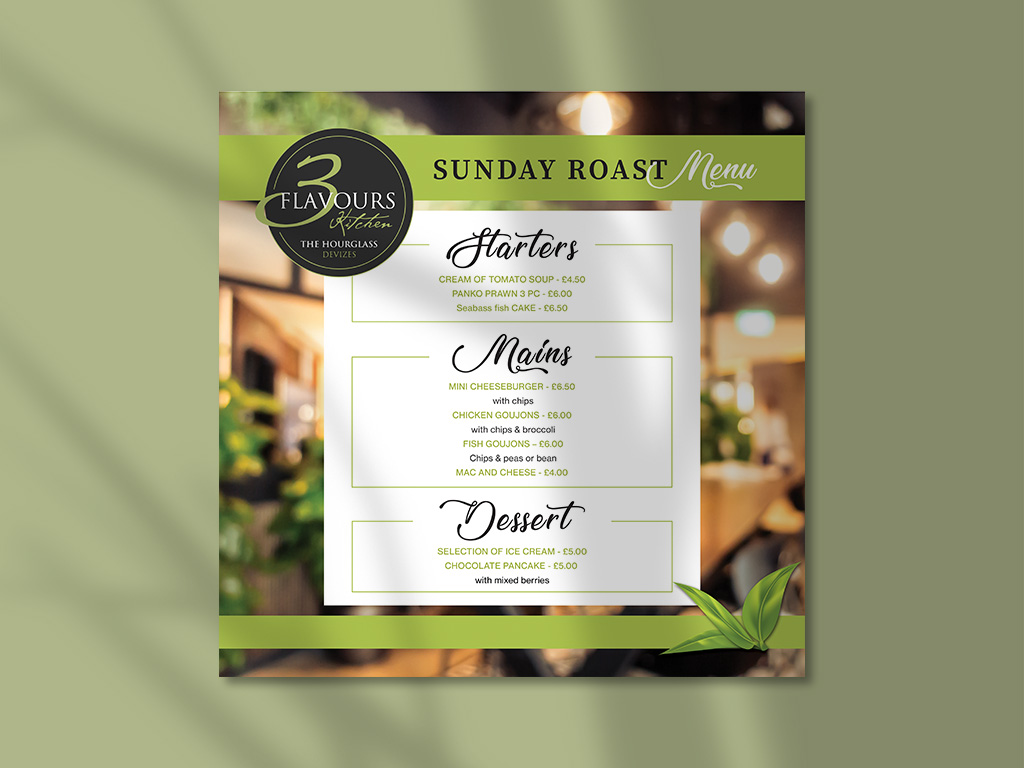 3
FLAVOURS
Kitchen
THE HOURGLASS
DEVIZES
SUNDAY ROAST Menu
Starters
CREAM OF TOMATO SOUP - £4.50
PANKO PRAWN 3 PC - £6.00
Seabass fish CAKE - £6.50
Mains
MINI CHEESEBURGER - £6.50
with chips
CHICKEN GOUJONS - £6.00
with chips & broccoli
FISH GOUJONS – £6.00
Chips & peas or bean
MAC AND CHEESE - £4.00
Dessert
SELECTION OF ICE CREAM - £5.00
CHOCOLATE PANCAKE - £5.00
with mixed berries